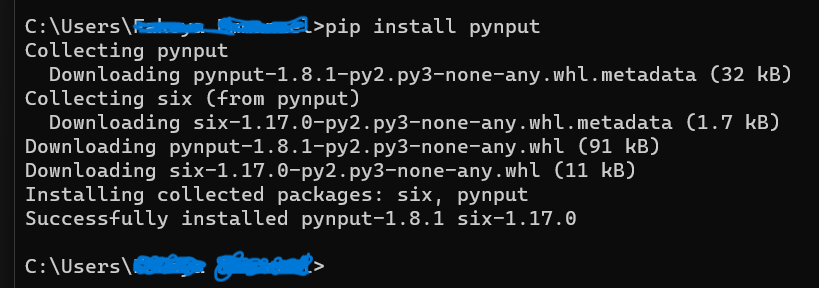 C:\Users\>pip install pynput
Collecting pynput
Downloading pynput-1.8.1-py2.py3-none-any.whl.metadata (32 kB)
Collecting six (from pynput)
Downloading six-1.17.0-py2.py3-none-any.whl.metadata (1.7 kB)
Downloading pynput-1.8.1-py2.py3-none-any.whl (91 kB)
Downloading six-1.17.0-py2.py3-none-any.whl (11 kB)
Installing collected packages: six, pynput
Successfully installed pynput-1.8.1 six-1.17.0
C:\Users\>